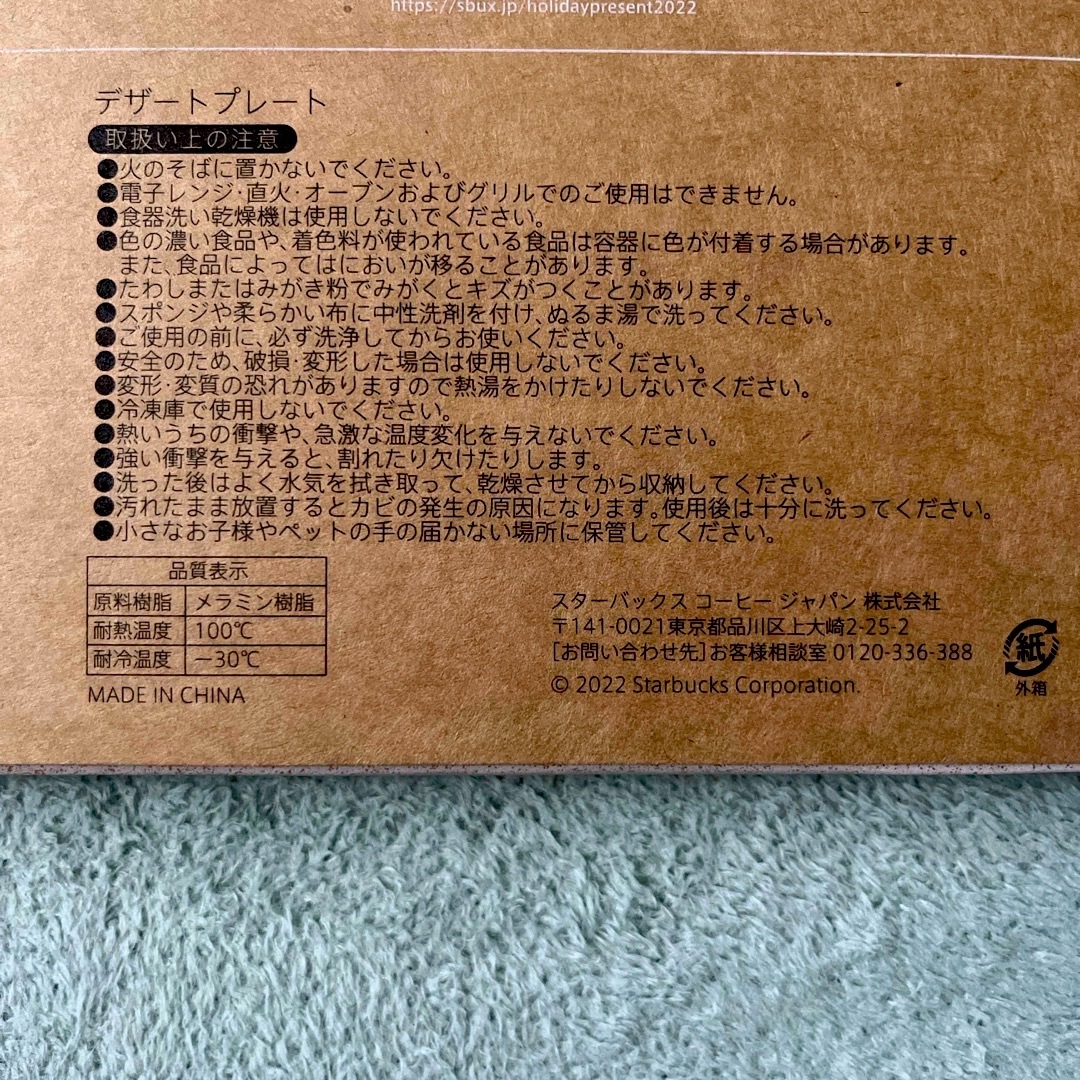 https://sbux.jp/holidaypresent2022
デザートプレート
取扱い上の注意
●火のそばに置かないでください。
●電子レンジ・直火・オーブンおよびグリルでのご使用はできません。
●食器洗い乾燥機は使用しないでください。
●色の濃い食品や、着色料が使われている食品は容器に色が付着する場合があります。
また、食品によってはにおいが移ることがあります。
●たわしまたはみがき粉でみがくとキズがつくことがあります。
●スポンジや柔らかい布に中性洗剤を付け、ぬるま湯で洗ってください。
●ご使用の前に、必ず洗浄してからお使いください。
●安全のため、破損・変形した場合は使用しないでください。
●変形・変質の恐れがありますので熱湯をかけたりしないでください。
●冷凍庫で使用しないでください。
●熱いうちの衝撃や、急激な温度変化を与えないでください。
●強い衝撃を与えると、割れたり欠けたりします。
●洗った後はよく水気を拭き取って、乾燥させてから収納してください。
●汚れたまま放置するとカビの発生の原因になります。使用後は十分に洗ってください。
●小さなお子様やペットの手の届かない場所に保管してください。
品質表示
原料樹脂 メラミン樹脂
耐熱温度 100℃
耐冷温度 −30℃
MADE IN CHINA
スターバックス コーヒー ジャパン 株式会社
〒141-0021東京都品川区上大崎2-25-2
[お問い合わせ先]お客様相談室 0120-336-388
© 2022 Starbucks Corporation.
紙
外箱